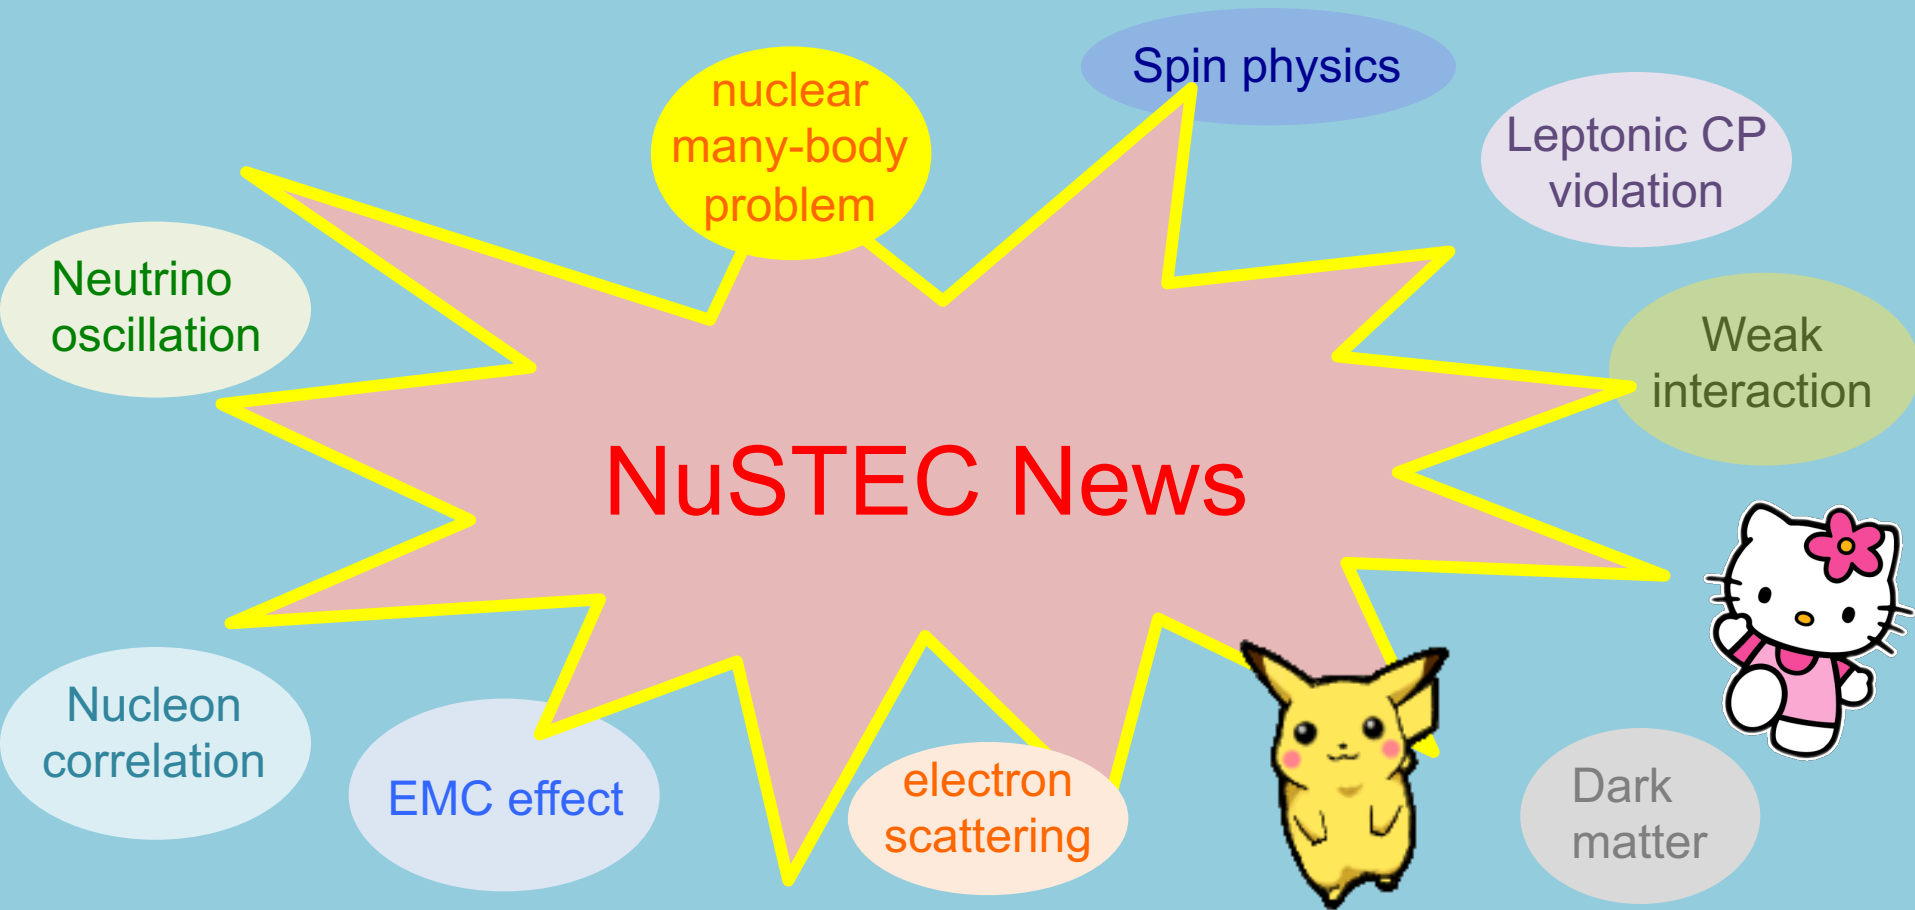 Spin physics
nuclear
many-body
problem
Leptonic CP
violation
Neutrino
oscillation
Weak
interaction
NuSTEC News
Nucleon
correlation
EMC effect
electron
scattering
Dark
matter